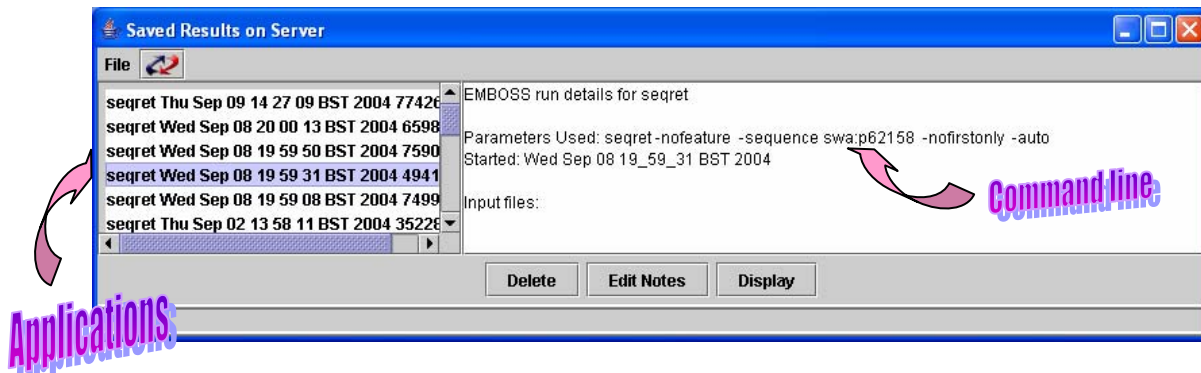 Saved Results on Server
File
seqret Thu Sep 09 14 27 09 BST 2004 77426
seqret Wed Sep 08 20 00 13 BST 2004 6598
seqret Wed Sep 08 19 59 50 BST 2004 7590
seqret Wed Sep 08 19 59 31 BST 2004 4941
seqret Wed Sep 08 19 59 08 BST 2004 7499
seqret Thu Sep 02 13 58 11 BST 2004 35228
EMBOSS run details for seqret
Parameters Used: seqret -nofeature -sequence swa:p62158 -nofirstonly -auto
Started: Wed Sep 08 19_59_31 BST 2004
Input files:
Command line
Delete Edit Notes Display
Applications